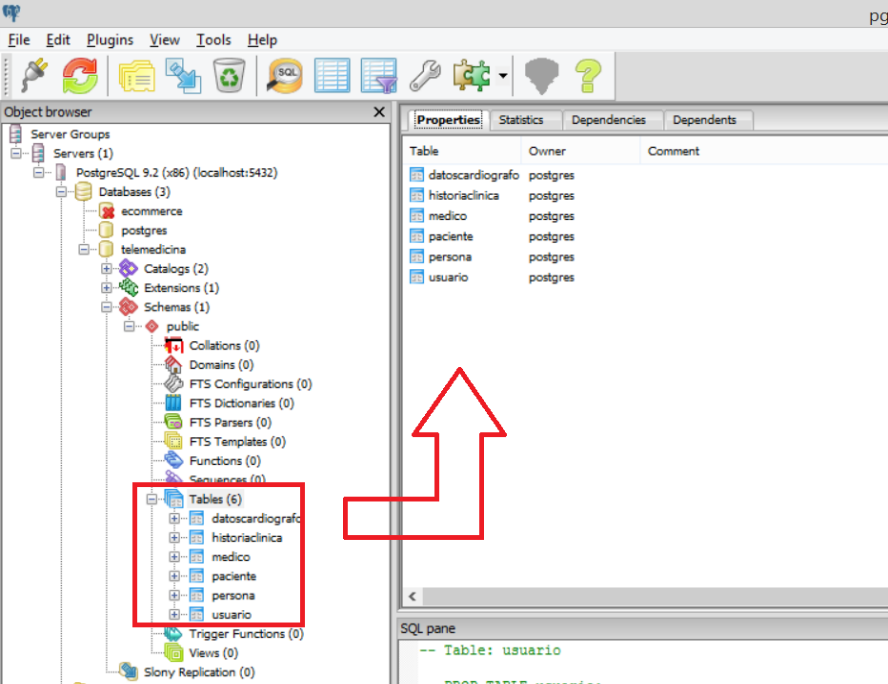 pg
File Edit Plugins View Tools Help
SQL
Object browser
Server Groups
Servers (1)
PostgreSQL 9.2 (x86) (localhost:5432)
Databases (3)
ecommerce
postgres
telemedicina
Catalogs (2)
Extensions (1)
Schemas (1)
public
Collations (0)
Domains (0)
FTS Configurations (0)
FTS Dictionaries (0)
FTS Parsers (0)
FTS Templates (0)
Functions (0)
Sequences (0)
Tables (6)
datoscardiografo
historiaclinica
medico
paciente
persona
usuario
Trigger Functions (0)
Views (0)
Slony Replication (0)
Properties Statistics Dependencies Dependents
Table Owner Comment
datoscardiografo postgres
historiaclinica postgres
medico postgres
paciente postgres
persona postgres
usuario postgres
SQL pane
-- Table: usuario
-- DROP TABLE usuario;